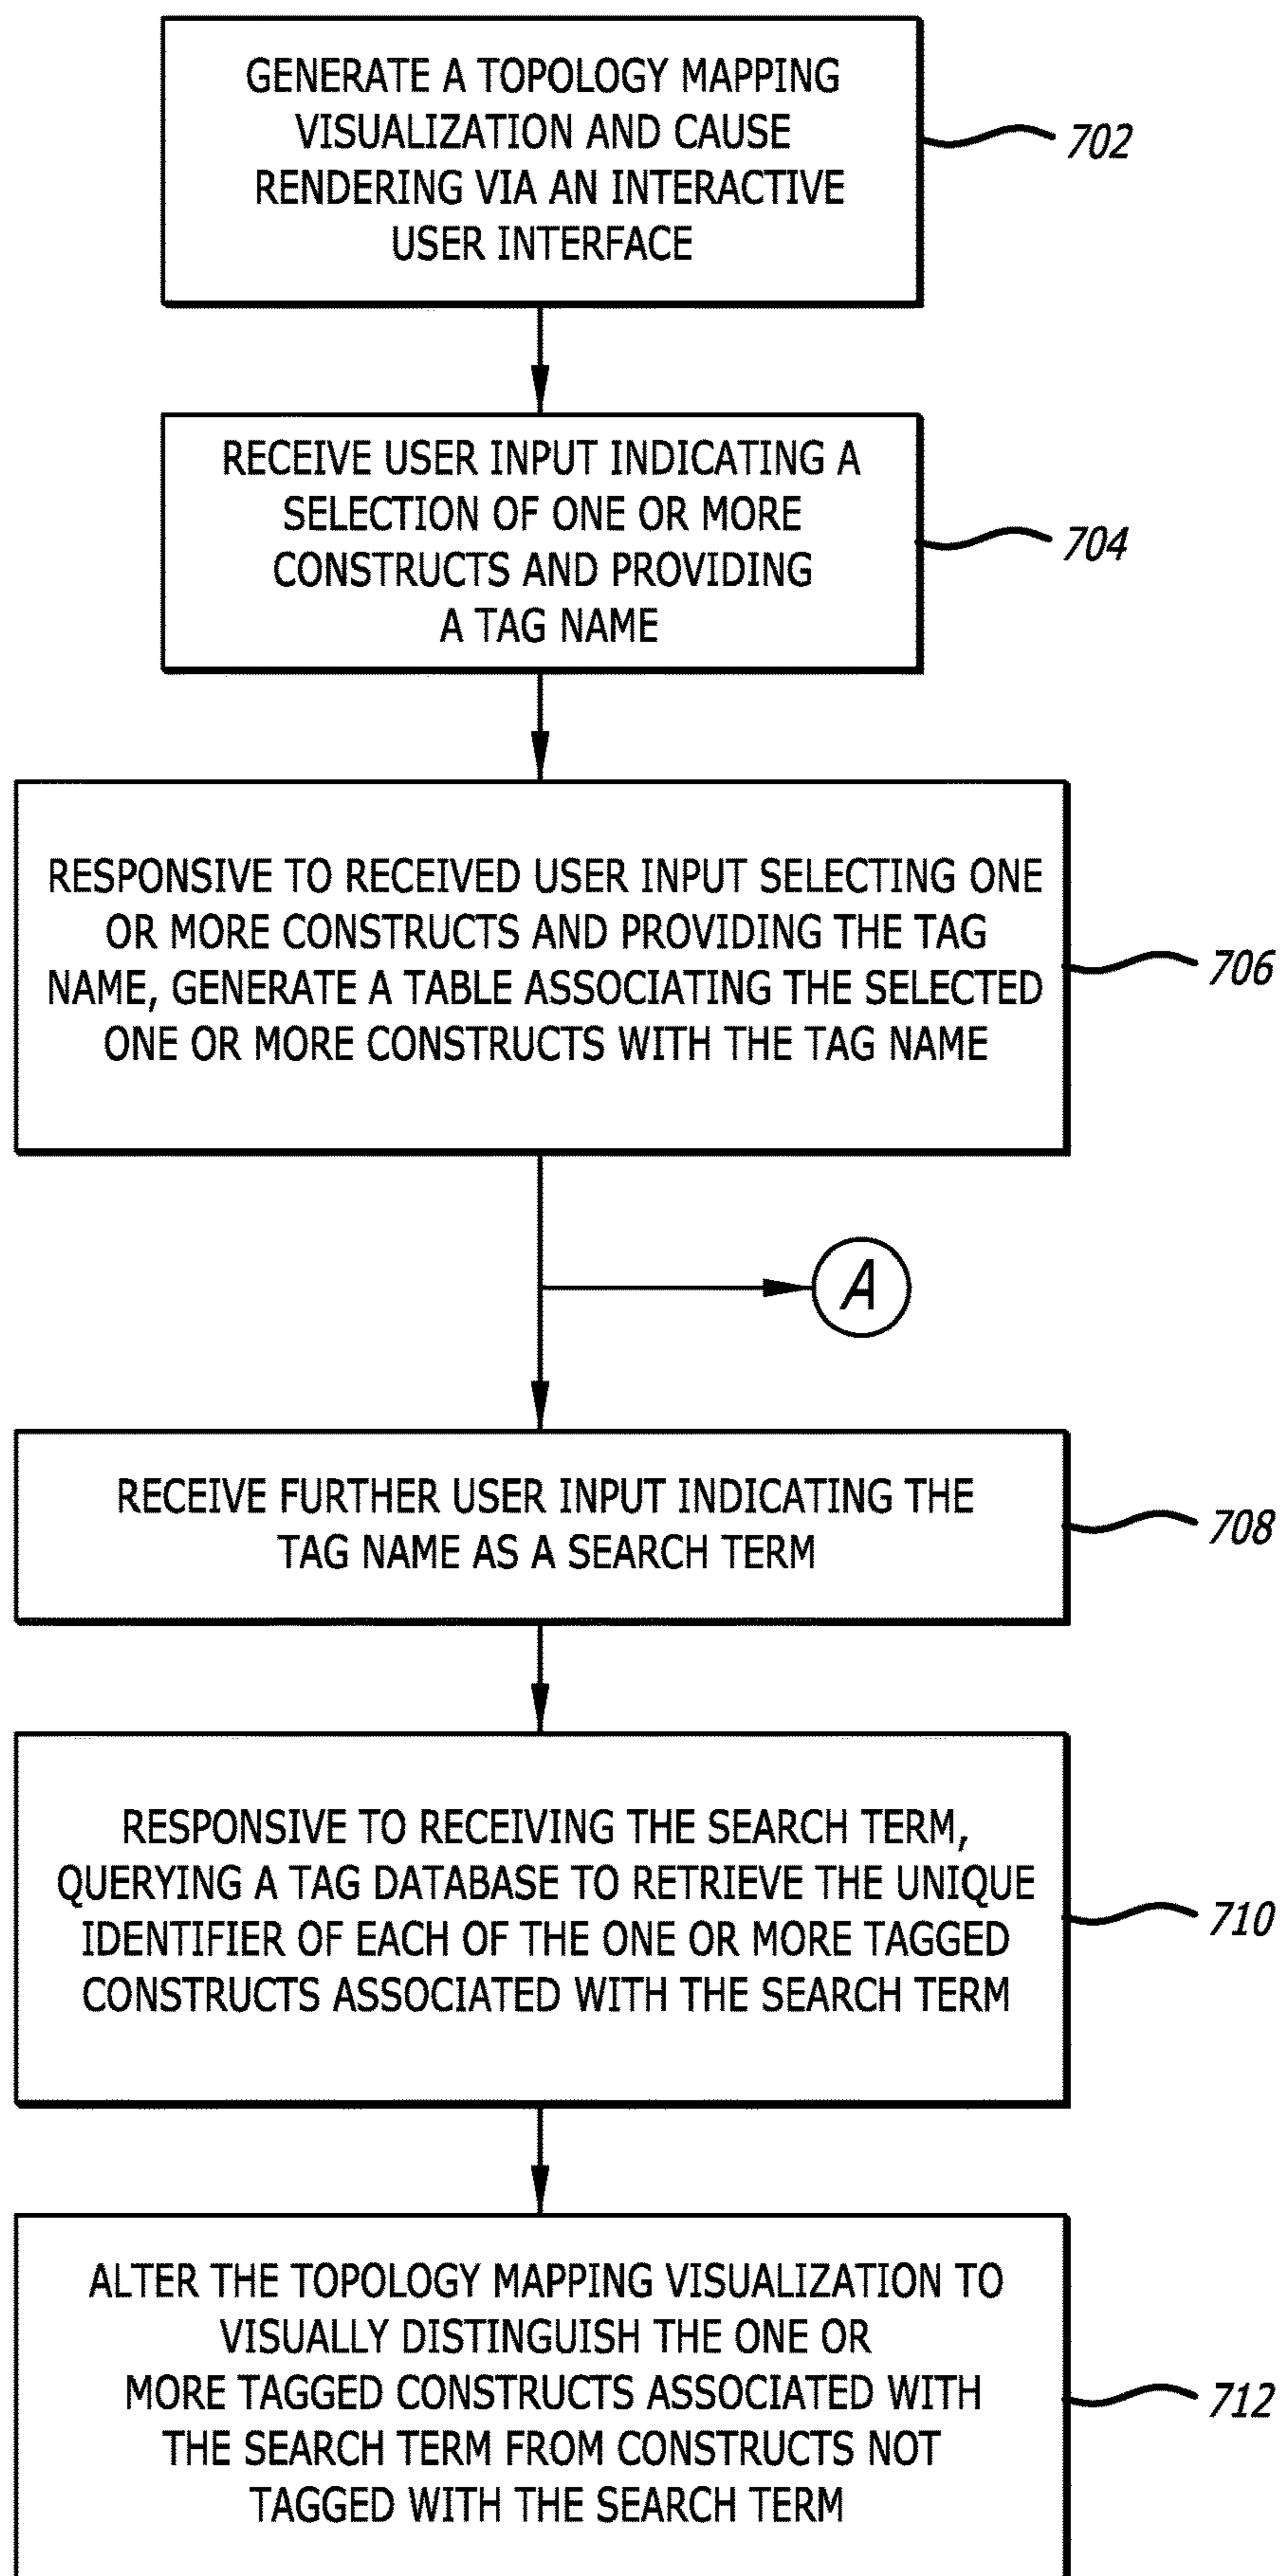 GENERATE A TOPOLOGY MAPPING
VISUALIZATION AND CAUSE
RENDERING VIA AN INTERACTIVE
USER INTERFACE
702
RECEIVE USER INPUT INDICATING A
SELECTION OF ONE OR MORE
CONSTRUCTS AND PROVIDING
A TAG NAME
704
RESPONSIVE TO RECEIVED USER INPUT SELECTING ONE
OR MORE CONSTRUCTS AND PROVIDING THE TAG
NAME, GENERATE A TABLE ASSOCIATING THE SELECTED
ONE OR MORE CONSTRUCTS WITH THE TAG NAME
706
A
RECEIVE FURTHER USER INPUT INDICATING THE
TAG NAME AS A SEARCH TERM
708
RESPONSIVE TO RECEIVING THE SEARCH TERM,
QUERYING A TAG DATABASE TO RETRIEVE THE UNIQUE
IDENTIFIER OF EACH OF THE ONE OR MORE TAGGED
CONSTRUCTS ASSOCIATED WITH THE SEARCH TERM
710
ALTER THE TOPOLOGY MAPPING VISUALIZATION TO
VISUALLY DISTINGUISH THE ONE OR
MORE TAGGED CONSTRUCTS ASSOCIATED WITH
THE SEARCH TERM FROM CONSTRUCTS NOT
TAGGED WITH THE SEARCH TERM
712